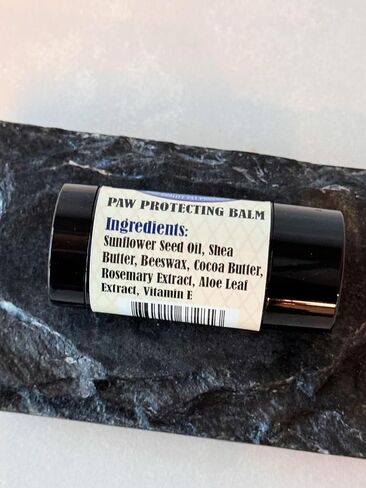 PAW PROTECTING BALM
Ingredients:
Sunflower Seed Oil, Shea
Butter, Beeswax, Cocoa Butter,
Rosemary Extract, Aloe Leaf
Extract, Vitamin E